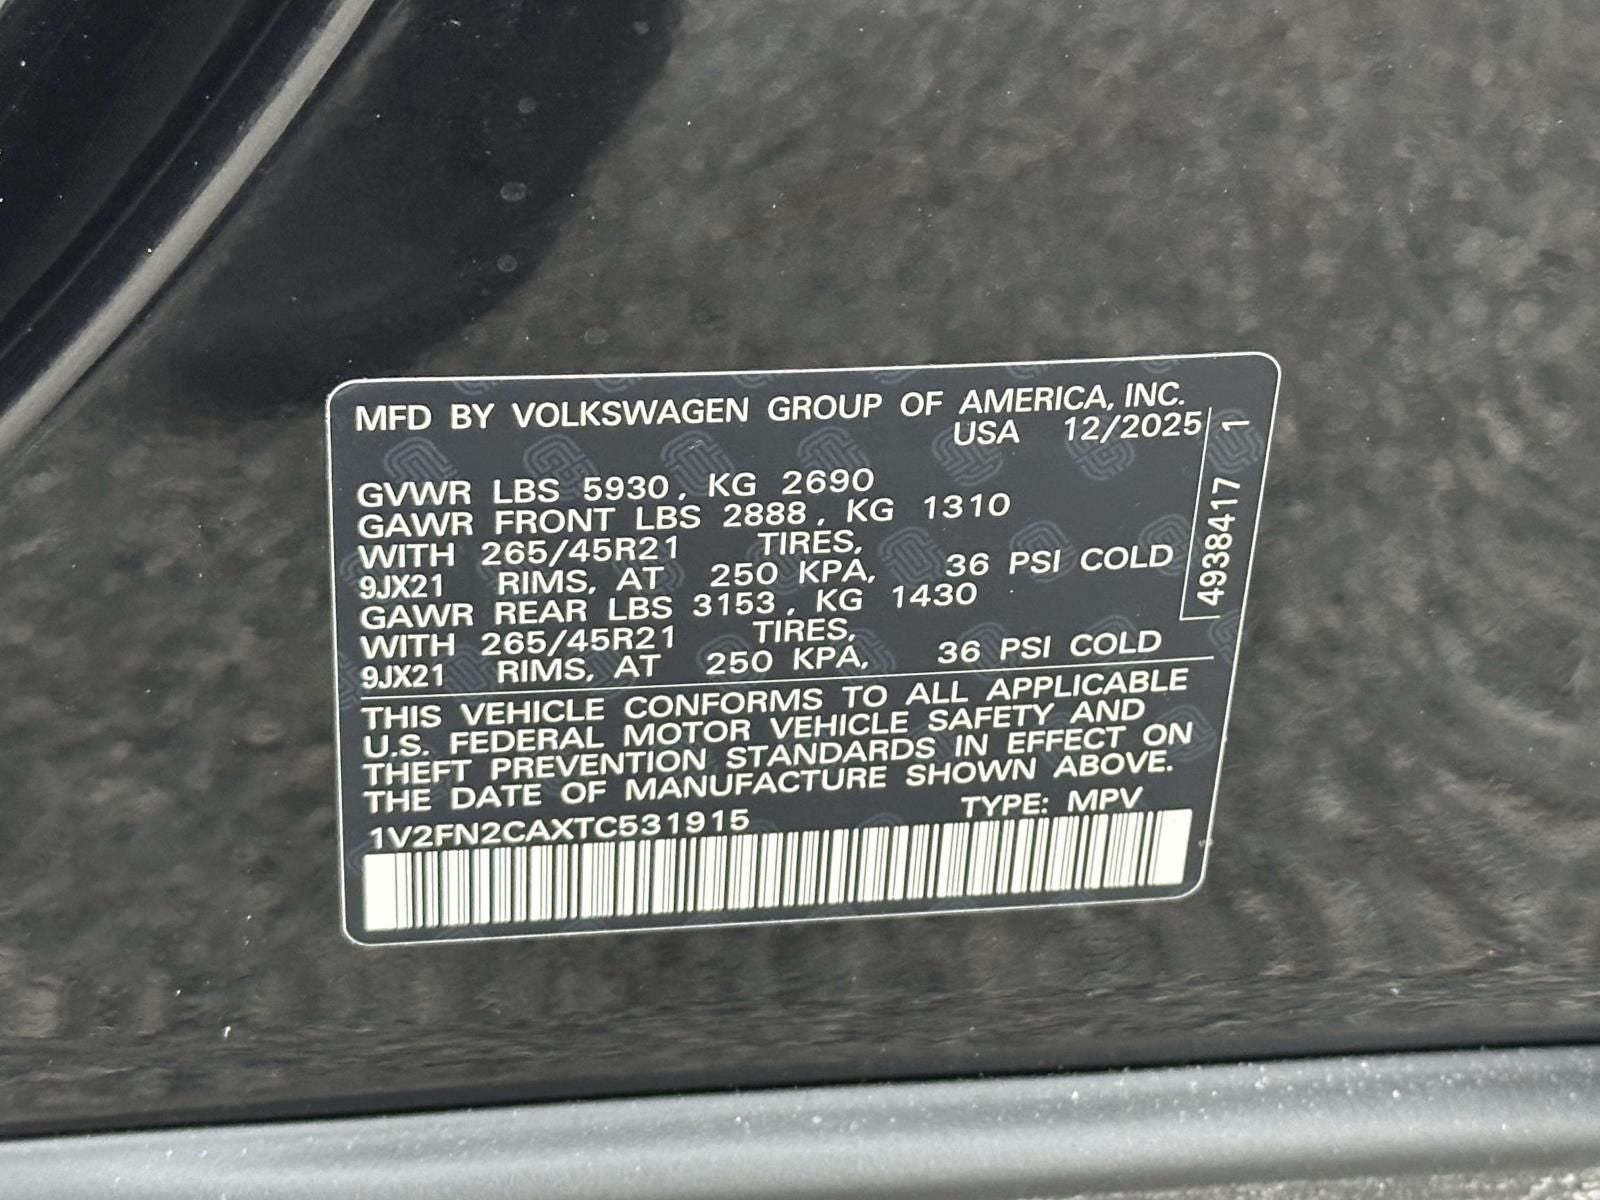 MFD BY VOLKSWAGEN GROUP OF AMERICA, INC.
USA 12/2025
GVWR LBS 5930, KG 2690
GAWR FRONT LBS 2888, KG 1310
WITH 265/45R21 TIRES,
9JX21 RIMS, AT 250 KPA, 36 PSI COLD
GAWR REAR LBS 3153, KG 1430
WITH 265/45R21 TIRES,
9JX21 RIMS, AT 250 KPA, 36 PSI COLD
THIS VEHICLE CONFORMS TO ALL APPLICABLE
U.S. FEDERAL MOTOR VEHICLE SAFETY AND
THEFT PREVENTION STANDARDS IN EFFECT ON
THE DATE OF MANUFACTURE SHOWN ABOVE.
1V2FN2CAXTC531915 TYPE: MPV
4938417 1